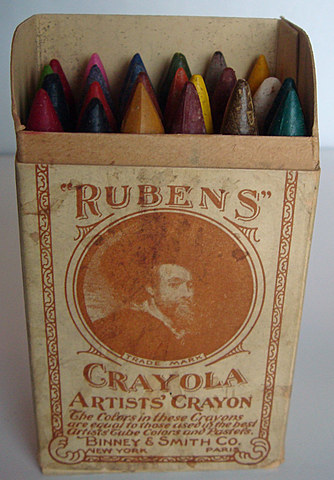 "RUBENS"
TRADE MARK
CRAYOLA
ARTISTS' CRAYON
The Colors in these Crayons
are equal to those used in the best
Artists' Tube Colors and Pastels.
BINNEY & SMITH CO.
NEW YORK PARIS